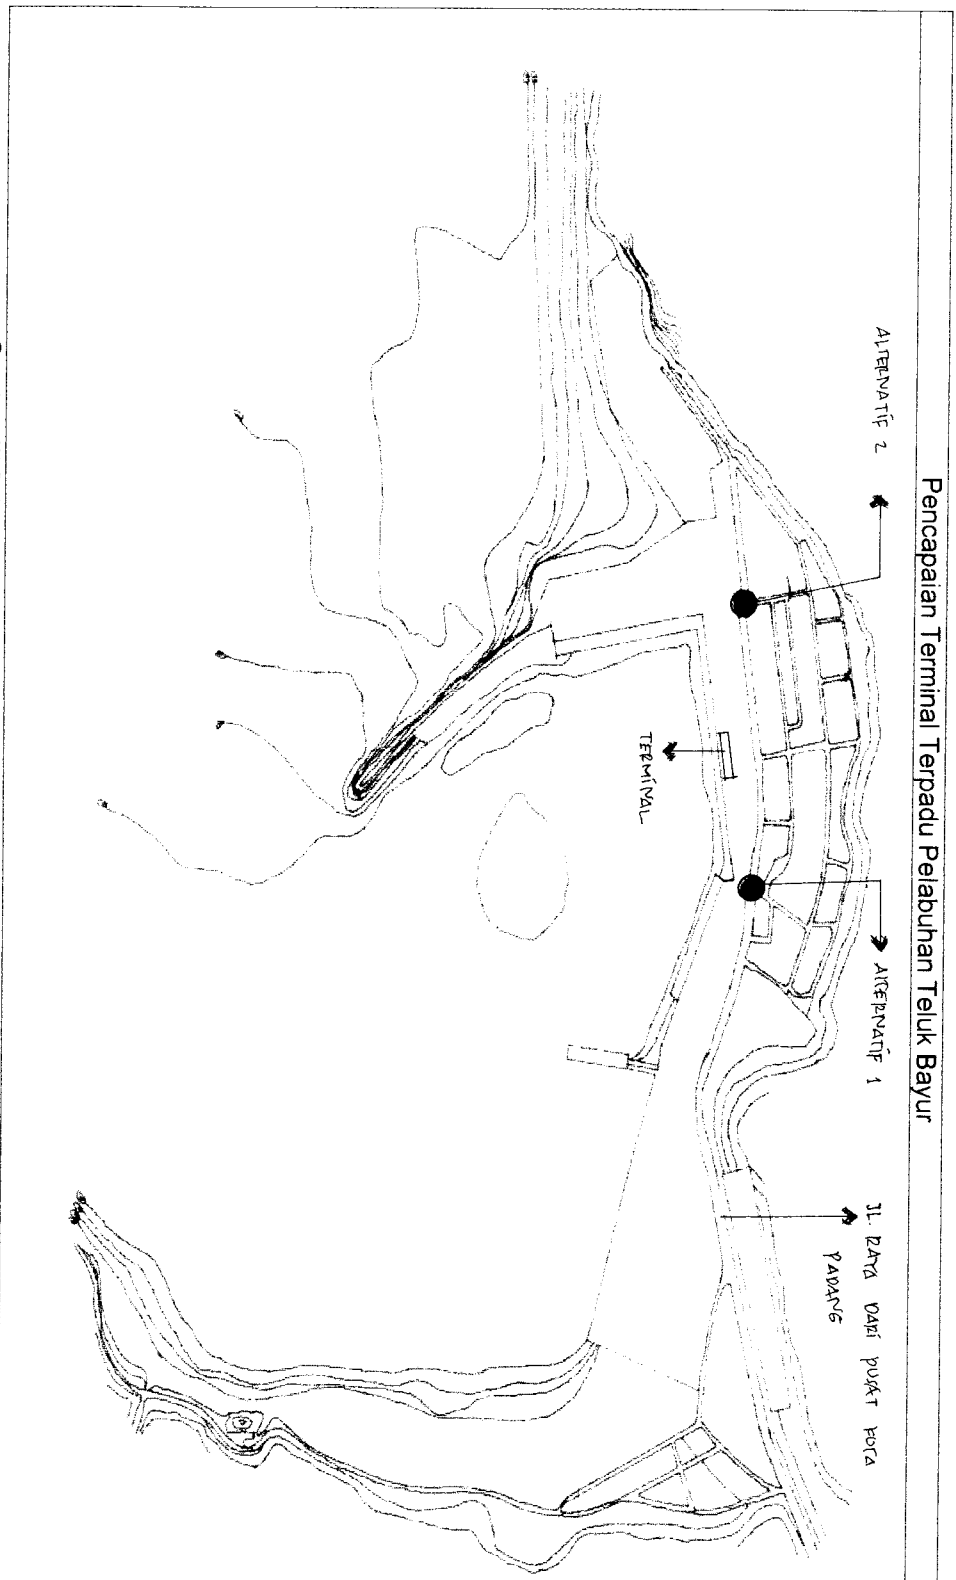 Pencapaian Terminal Terpadu Pelabuhan Teluk Bayur
ALTERNATIF 2
ALTERNATIF 1
JL. RAYA DARI PUSAT KOTA
PADANG
TERMINAL